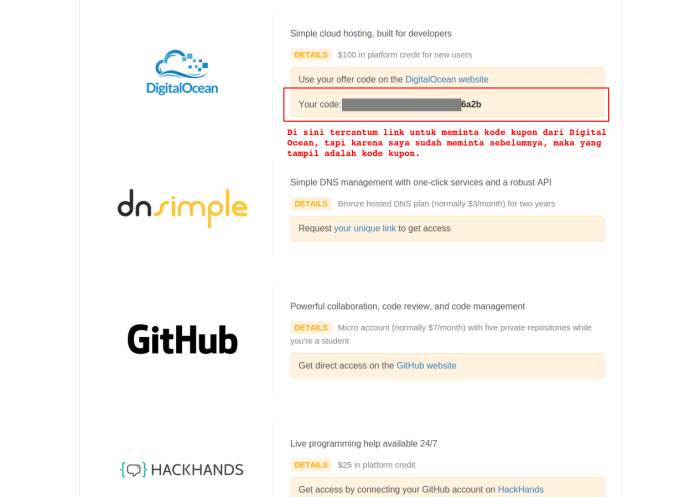 Simple cloud hosting, built for developers
DigitalOcean
DETAILS $100 in platform credit for new users
Use your offer code on the DigitalOcean website
Your code: 6a2b
Di sini tercantum link untuk meminta kode kupon dari Digital
Ocean, tapi karena saya sudah meminta sebelumnya, maka yang
tampil adalah kode kupon.
dnsimple
Simple DNS management with one-click services and a robust API
DETAILS Bronze hosted DNS plan (normally $3/month) for two years
Request your unique link to get access
GitHub
Powerful collaboration, code review, and code management
DETAILS Micro account (normally $7/month) with five private repositories while
you're a student
Get direct access on the GitHub website
{ } HACKHANDS
Live programming help available 24/7
DETAILS $25 in platform credit
Get access by connecting your GitHub account on HackHands